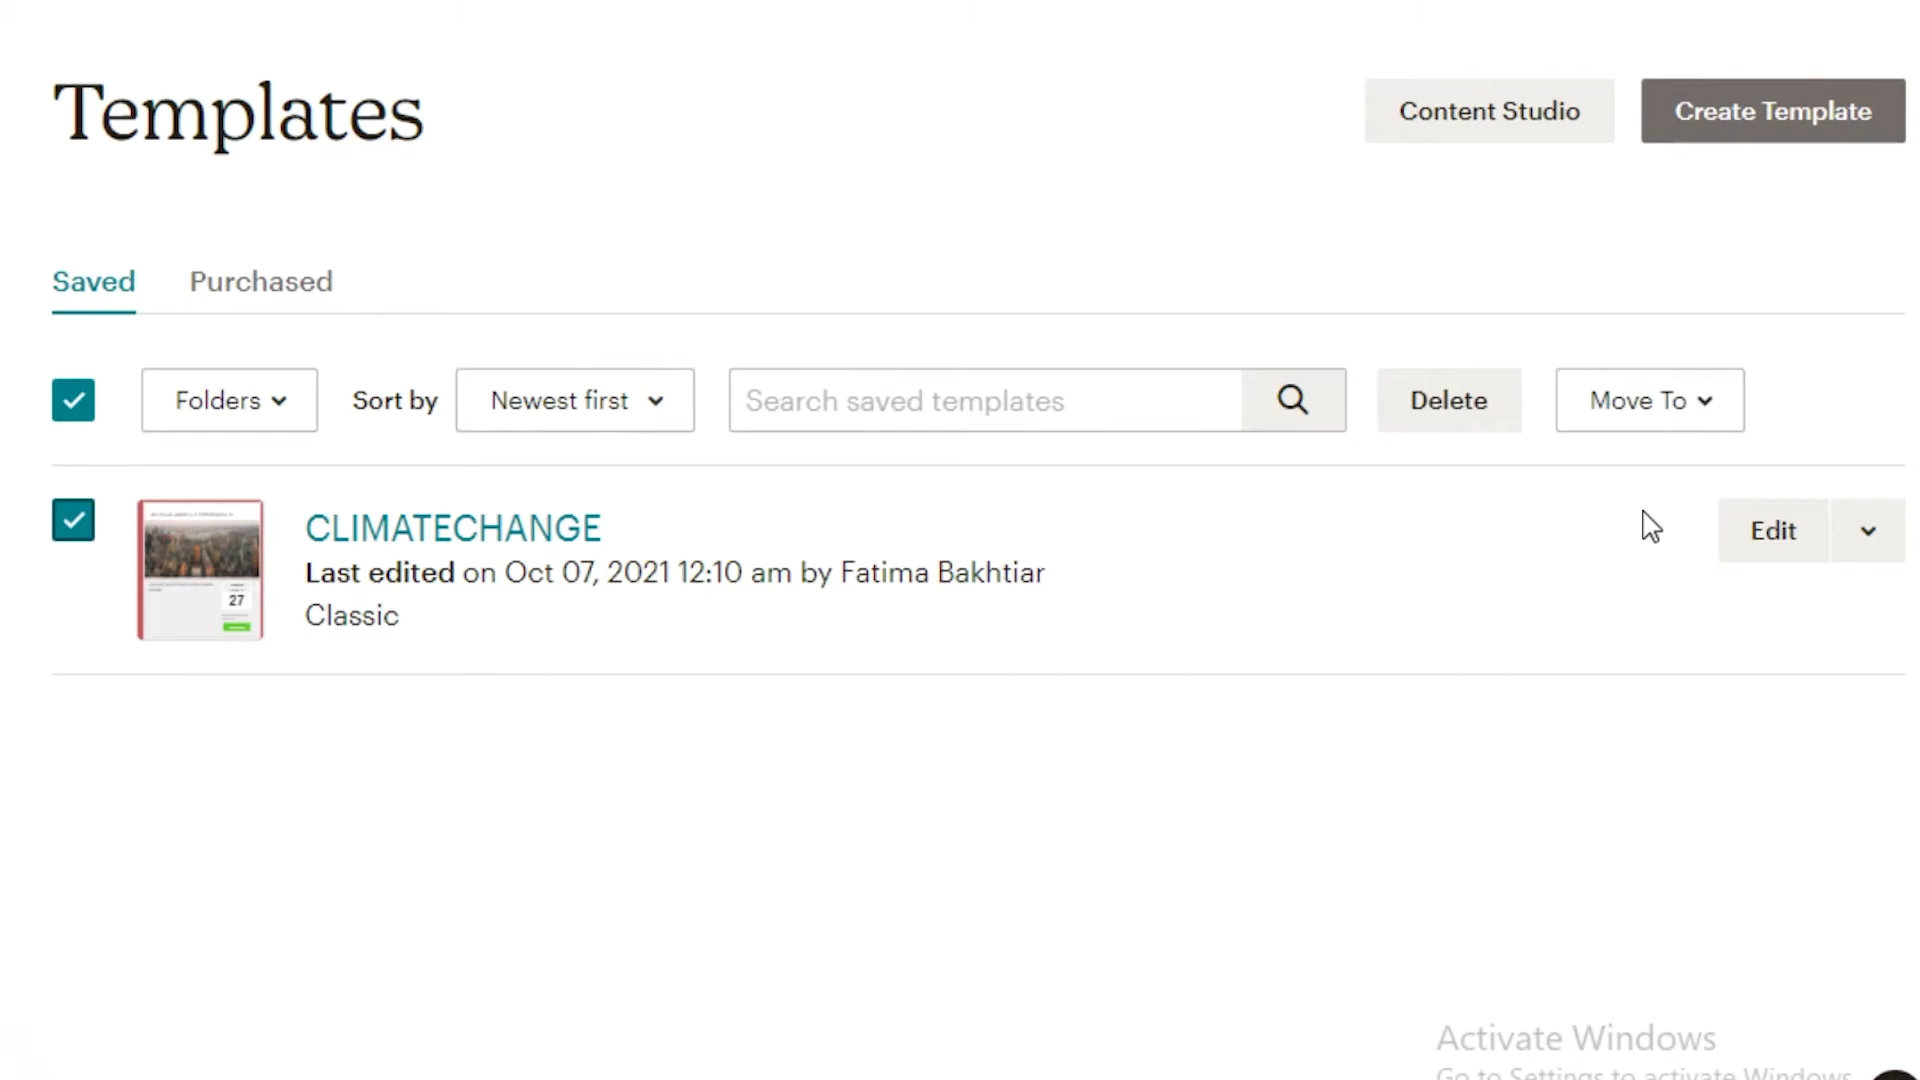 Templates
Content Studio
Create Template
Saved
Purchased
Folders
Sort by
Newest first
Search saved templates
Delete
Move To
CLIMATECHANGE
Last edited on Oct 07, 2021 12:10 am by Fatima Bakhtiar
Classic
27
Edit
Activate Windows
Go to Settings to activate Windows